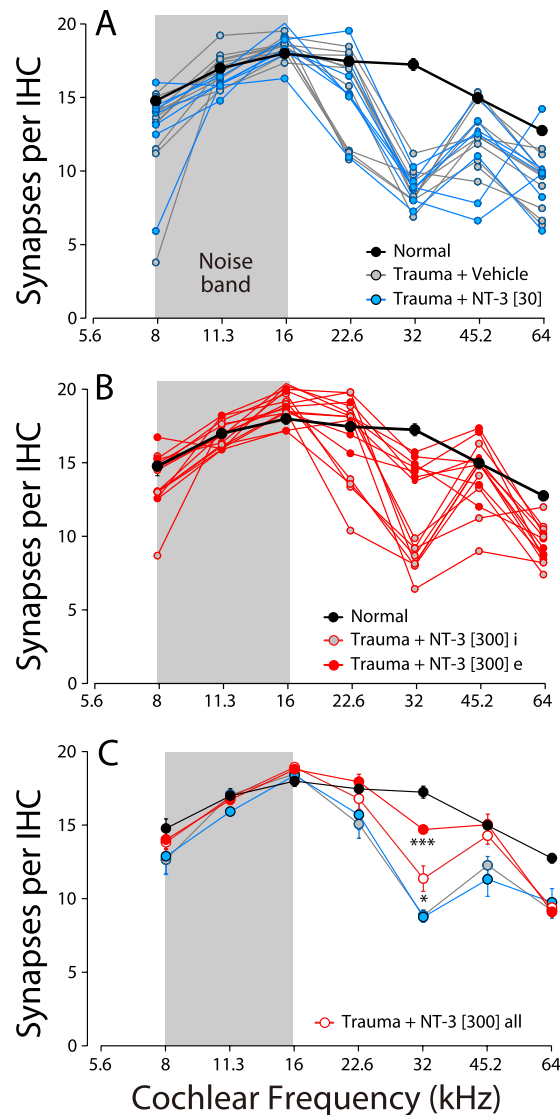 A
Synapses per IHC
20
15
10
5
0
Noise
band
Normal
Trauma + Vehicle
Trauma + NT-3 [30]
5.6 8 11.3 16 22.6 32 45.2 64
B
Synapses per IHC
20
15
10
5
0
Normal
Trauma + NT-3 [300] i
Trauma + NT-3 [300] e
5.6 8 11.3 16 22.6 32 45.2 64
C
Synapses per IHC
20
15
10
5
0
***
*
Trauma + NT-3 [300] all
5.6 8 11.3 16 22.6 32 45.2 64
Cochlear Frequency (kHz)